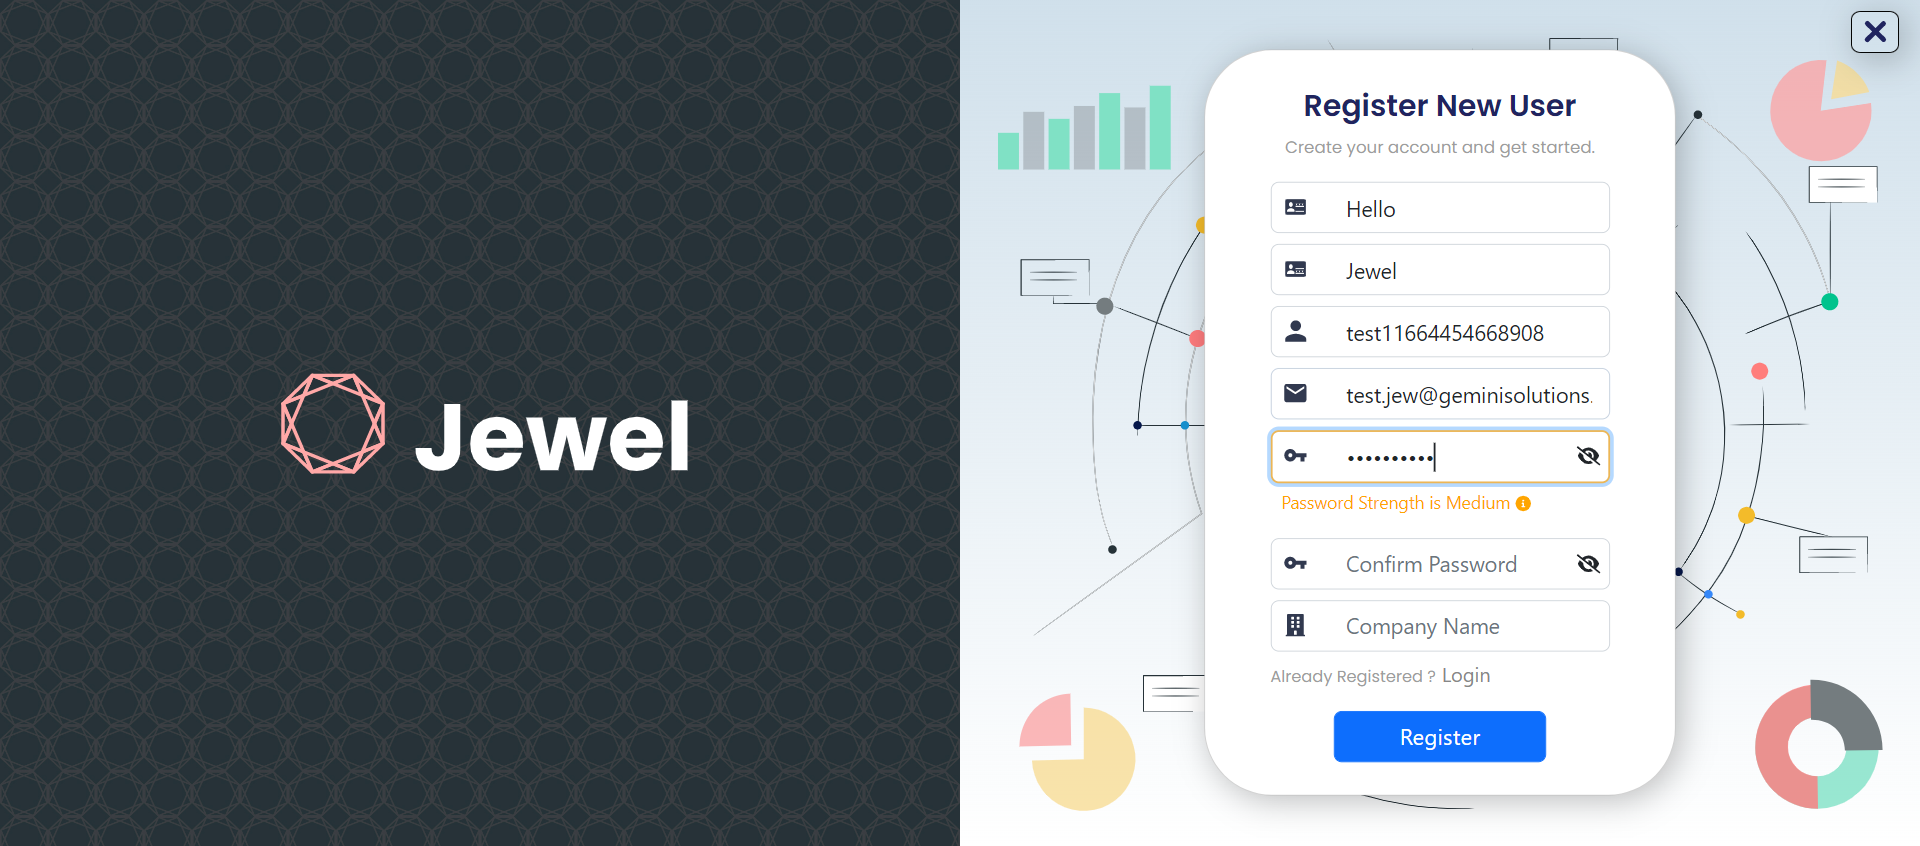 Jewel
Register New User
Create your account and get started.
Hello
Jewel
test11664454668908
test.jew@geminisolutions.
••••••••••
Password Strength is Medium
Confirm Password
Company Name
Already Registered ? Login
Register